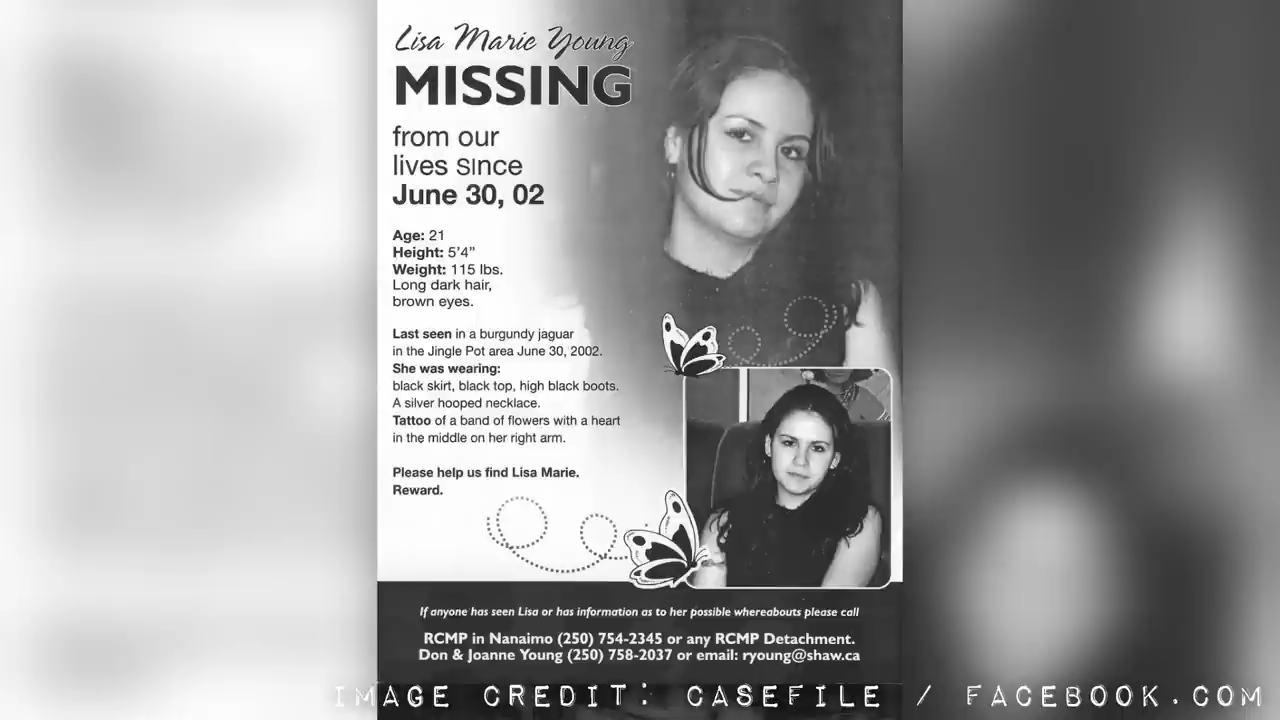 Lisa Marie Young
MISSING
from our
lives since
June 30, 02
Age: 21
Height: 5'4"
Weight: 115 lbs.
Long dark hair,
brown eyes.
Last seen in a burgundy jaguar
in the Jingle Pot area June 30, 2002.
She was wearing:
black skirt, black top, high black boots.
A silver hooped necklace.
Tattoo of a band of flowers with a heart
in the middle on her right arm.
Please help us find Lisa Marie.
Reward.
If anyone has seen Lisa or has information as to her possible whereabouts please call
RCMP in Nanaimo (250) 754-2345 or any RCMP Detachment.
Don & Joanne Young (250) 758-2037 or email: ryoung@shaw.ca
IMAGE CREDIT: CASEFILE / FACEBOOK.COM